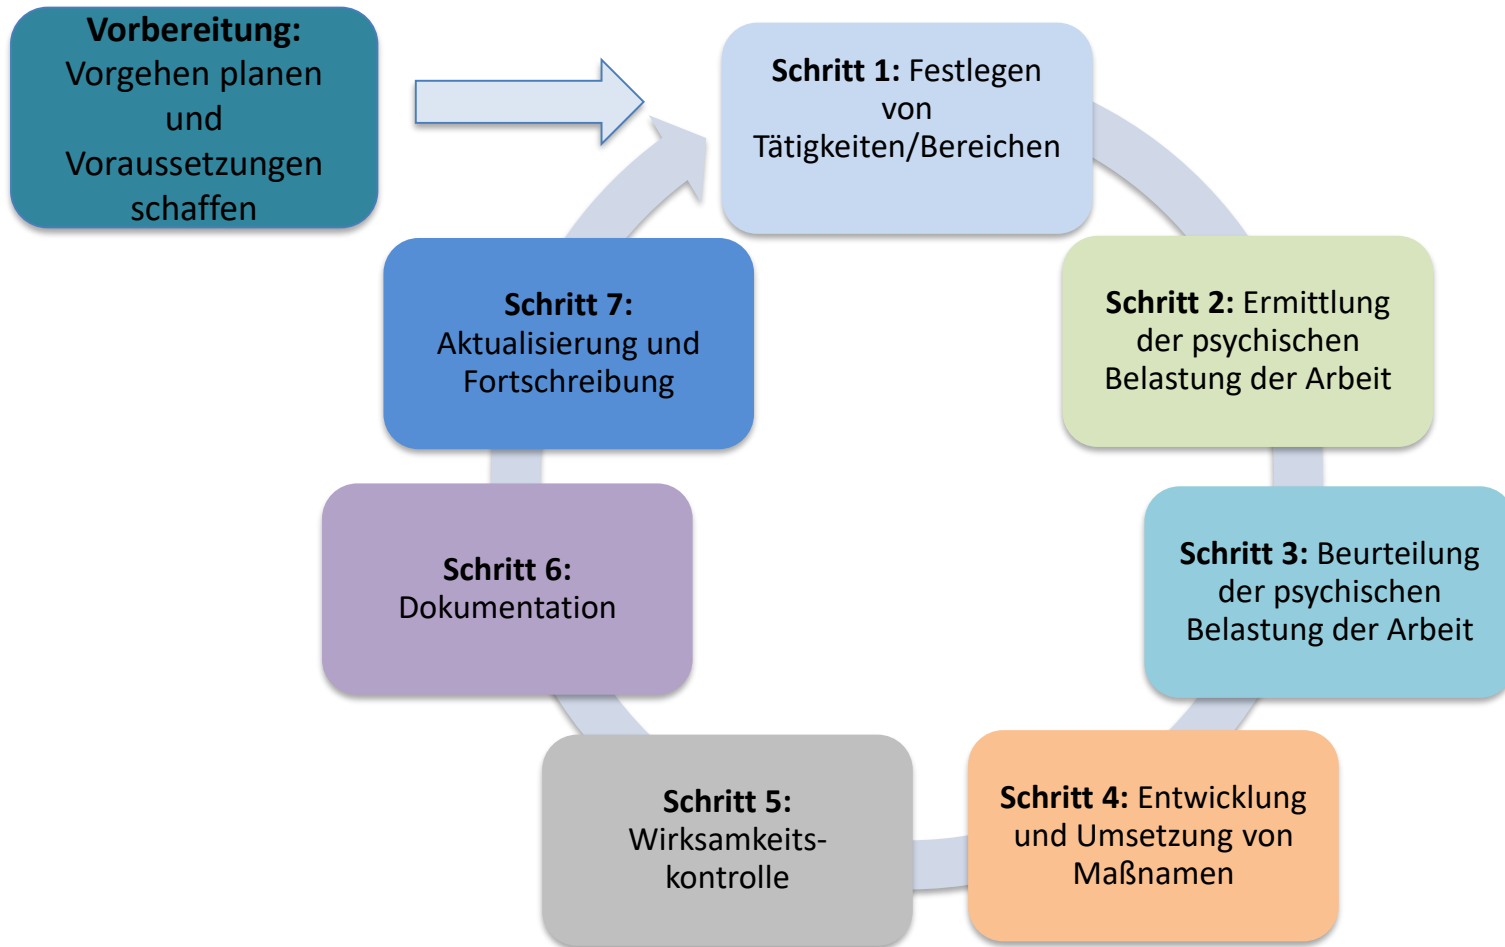 Vorbereitung:
Vorgehen planen
und
Voraussetzungen
schaffen
Schritt 1: Festlegen
von
Tätigkeiten/Bereichen
Schritt 2: Ermittlung
der psychischen
Belastung der Arbeit
Schritt 3: Beurteilung
der psychischen
Belastung der Arbeit
Schritt 4: Entwicklung
und Umsetzung von
Maßnamen
Schritt 5:
Wirksamkeits-
kontrolle
Schritt 6:
Dokumentation
Schritt 7:
Aktualisierung und
Fortschreibung